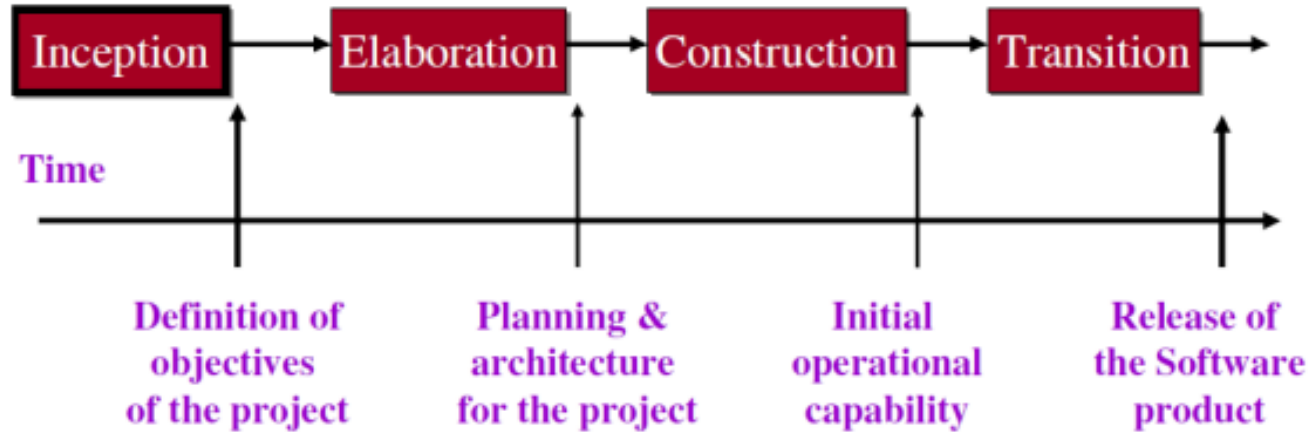 Inception
Elaboration
Construction
Transition
Time
Definition of
objectives
of the project
Planning &
architecture
for the project
Initial
operational
capability
Release of
the Software
product